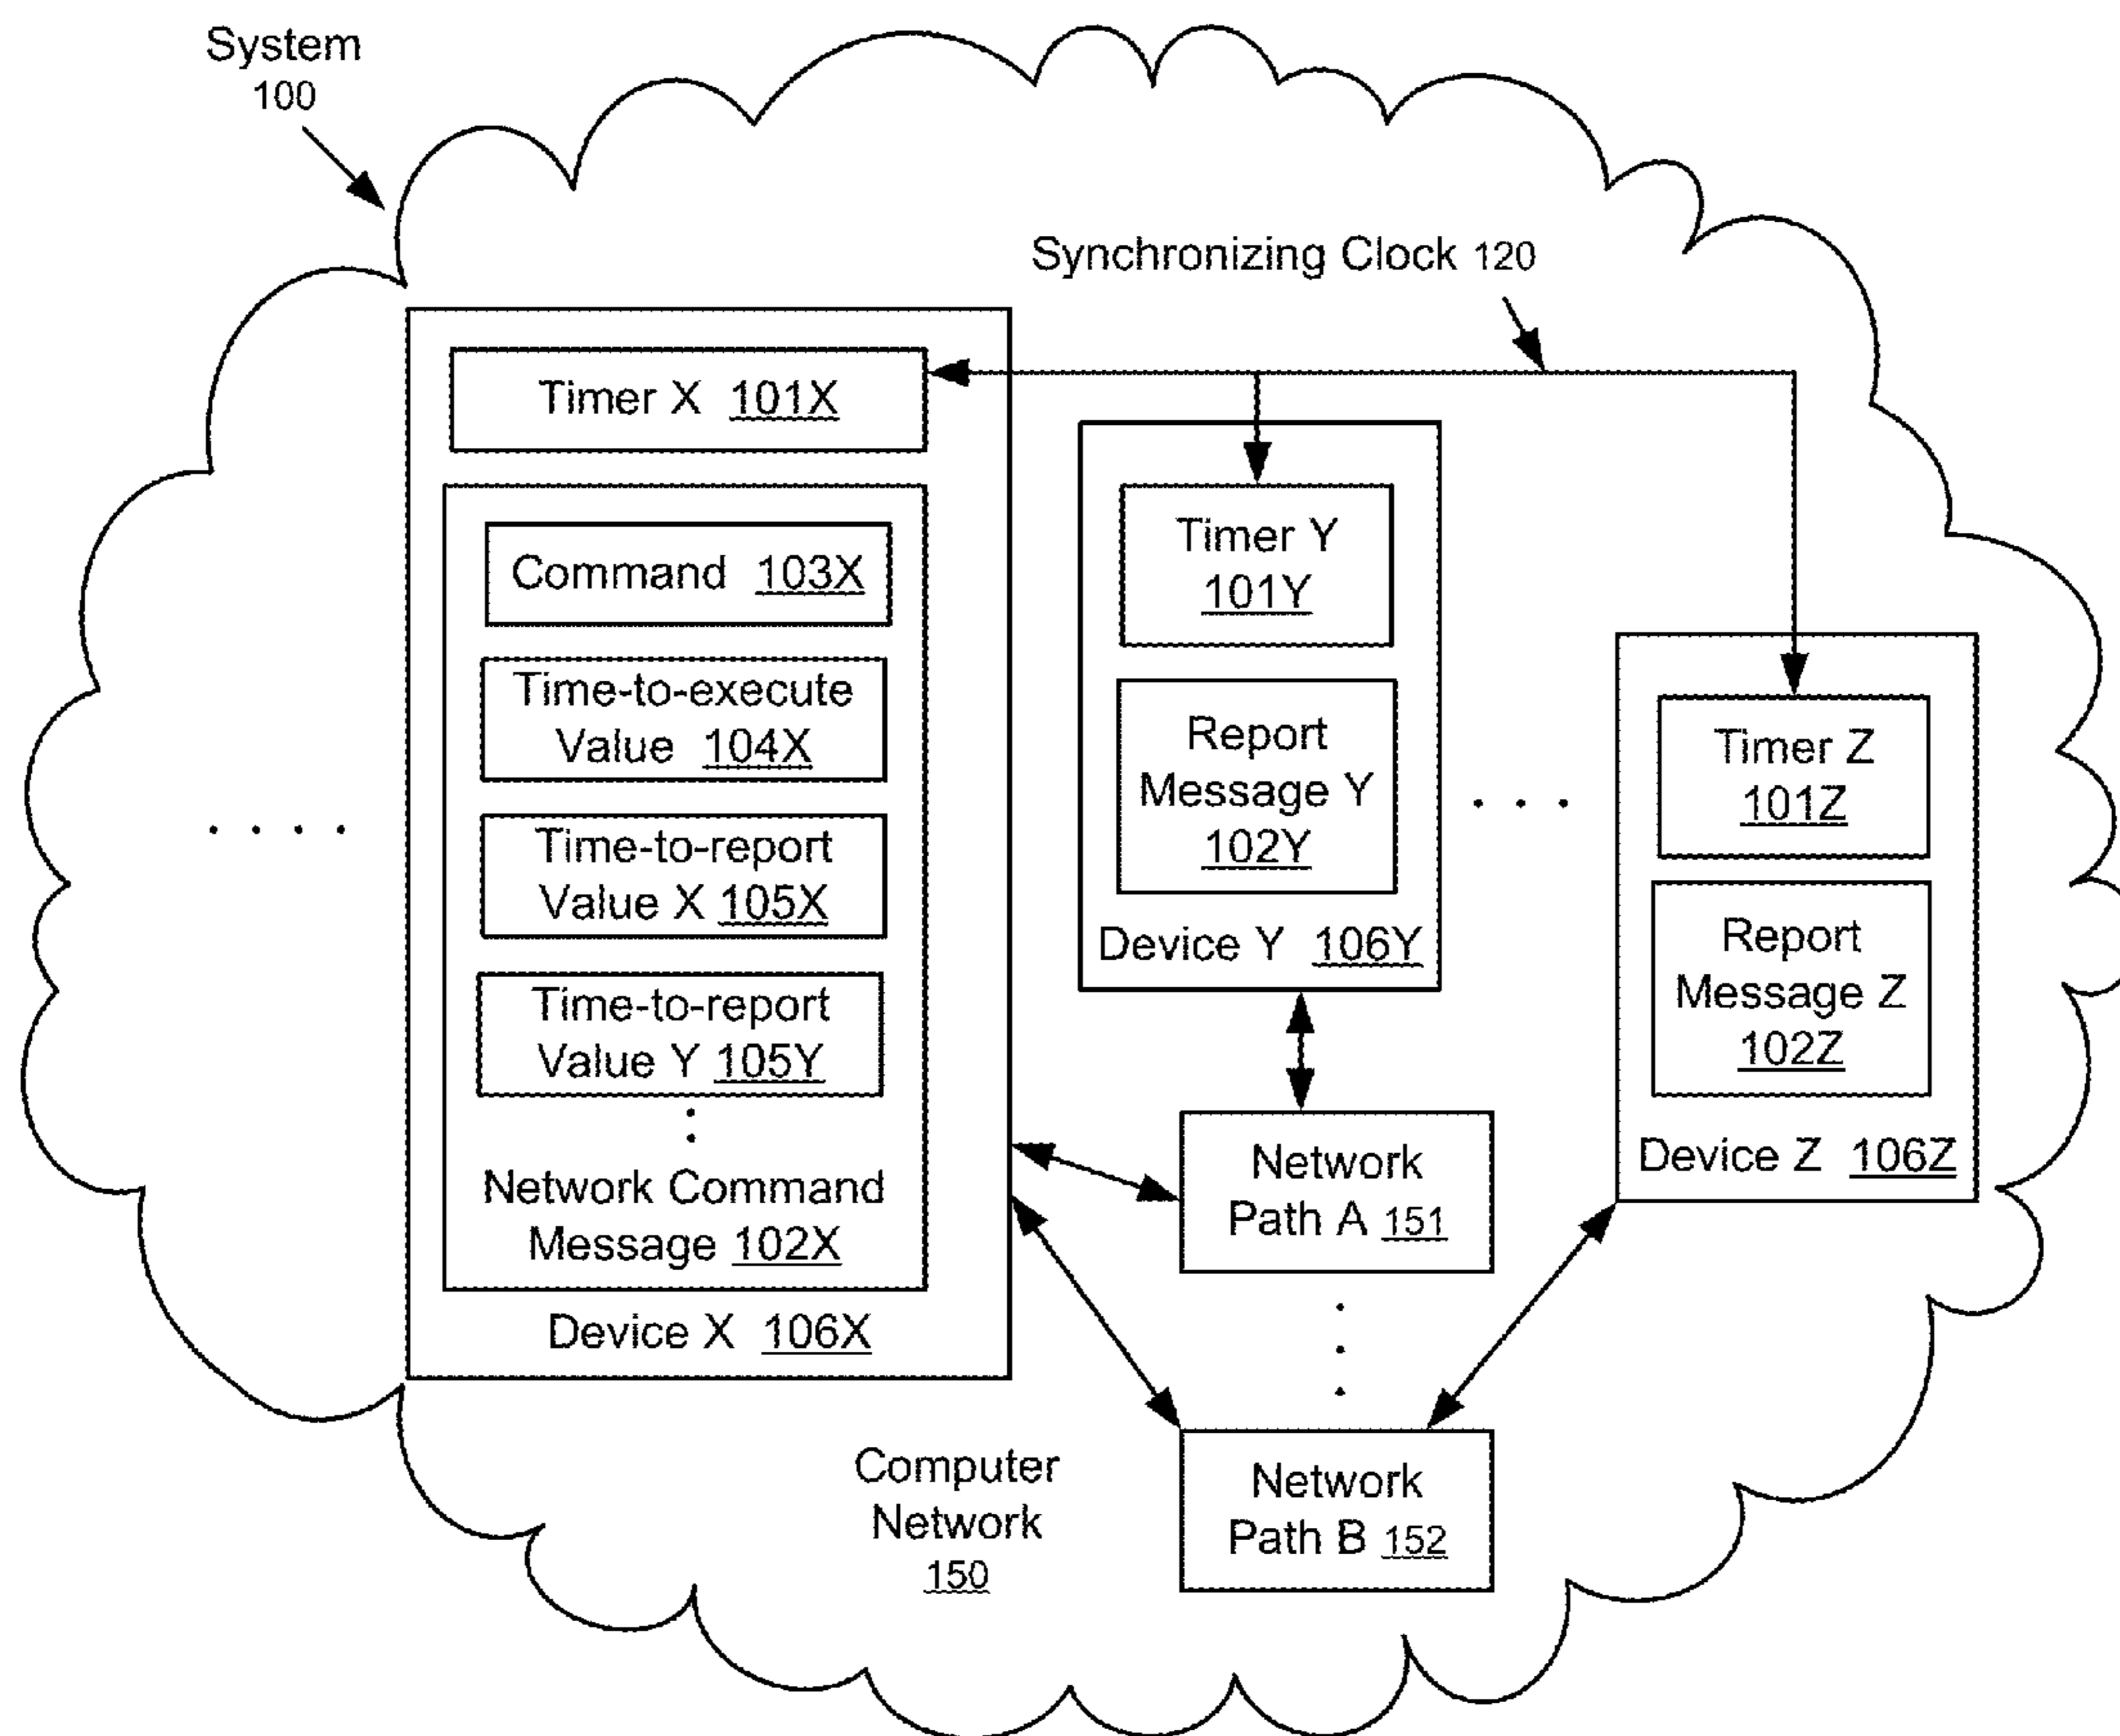 System
100
Synchronizing Clock 120
Timer X 101X
Command 103X
Time-to-execute
Value 104X
Time-to-report
Value X 105X
Time-to-report
Value Y 105Y
Network Command
Message 102X
Device X 106X
Timer Y
101Y
Report
Message Y
102Y
Device Y 106Y
Timer Z
101Z
Report
Message Z
102Z
Device Z 106Z
Network
Path A 151
Network
Path B 152
Computer
Network
150